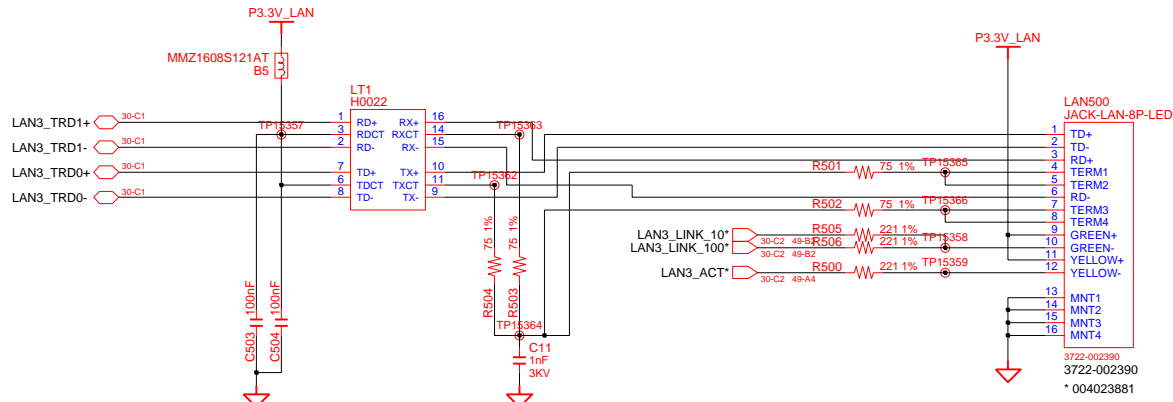 P3.3V_LAN
MMZ1608S121AT
B5
LT1
H0022
LAN3_TRD1+ 30-C1
LAN3_TRD1- 30-C1
LAN3_TRD0+ 30-C1
LAN3_TRD0- 30-C1
1 RD+ RX+ 16
3 RDCT RXCT 14
2 RD- RX- 15
7 TD+ TX+ 10
6 TDCT TXCT 11
8 TD- TX- 9
TP15357
TP15363
TP15362
75 1%
75 1%
R504
R503
TP15364
100nF
100nF
C503
C504
C11
1nF
3KV
P3.3V_LAN
LAN500
JACK-LAN-8P-LED
R501 75 1% TP15365
R502 75 1% TP15366
LAN3_LINK_10* 30-C2 49-B2 R505 221 1%
LAN3_LINK_100* 30-C2 49-B2 R506 221 1% TP15358
LAN3_ACT* 30-C2 49-A4 R500 221 1% TP15359
1 TD+
2 TD-
3 RD+
4 TERM1
5 TERM2
6 RD-
7 TERM3
8 TERM4
9 GREEN+
10 GREEN-
11 YELLOW+
12 YELLOW-
13 MNT1
14 MNT2
15 MNT3
16 MNT4
3722-002390
3722-002390
* 004023881